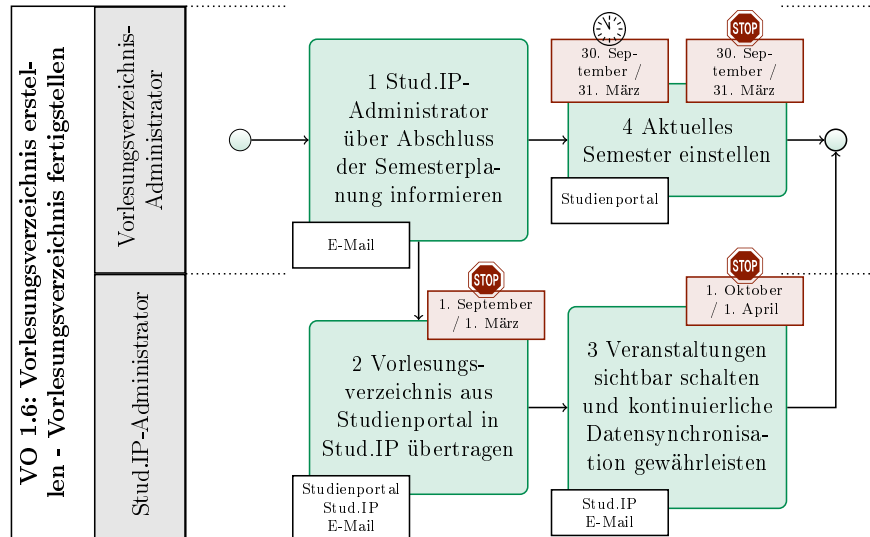 VO 1.6: Vorlesungsverzeichnis erstel-
len - Vorlesungsverzeichnis fertigstellen
Vorlesungsverzeichnis-
Administrator
1 Stud.IP-
Administrator
über Abschluss
der Semesterpla-
nung informieren
E-Mail
30. Sep-
tember /
31. März
STOP
30. Sep-
tember /
31. März
4 Aktuelles
Semester einstellen
Studienportal
Stud.IP-Administrator
STOP
1. September
/ 1. März
2 Vorlesungs-
verzeichnis aus
Studienportal in
Stud.IP übertragen
Studienportal
Stud.IP
E-Mail
STOP
1. Oktober
/ 1. April
3 Veranstaltungen
sichtbar schalten
und kontinuierliche
Datensynchronisa-
tion gewährleisten
Stud.IP
E-Mail